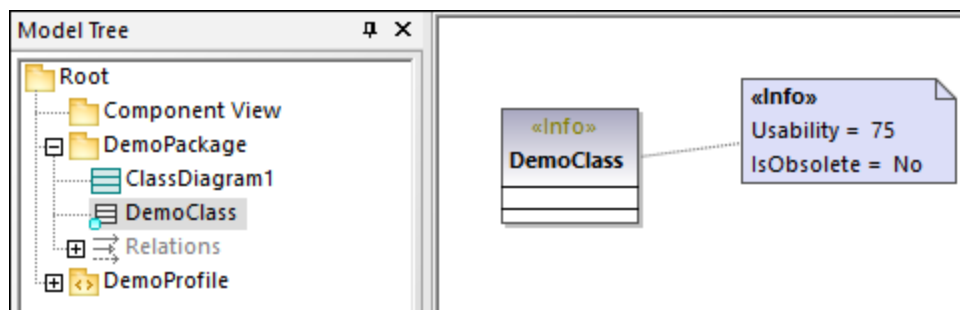 Model Tree
Root
Component View
DemoPackage
ClassDiagram1
DemoClass
Relations
DemoProfile
«Info»
DemoClass
«Info»
Usability = 75
IsObsolete = No